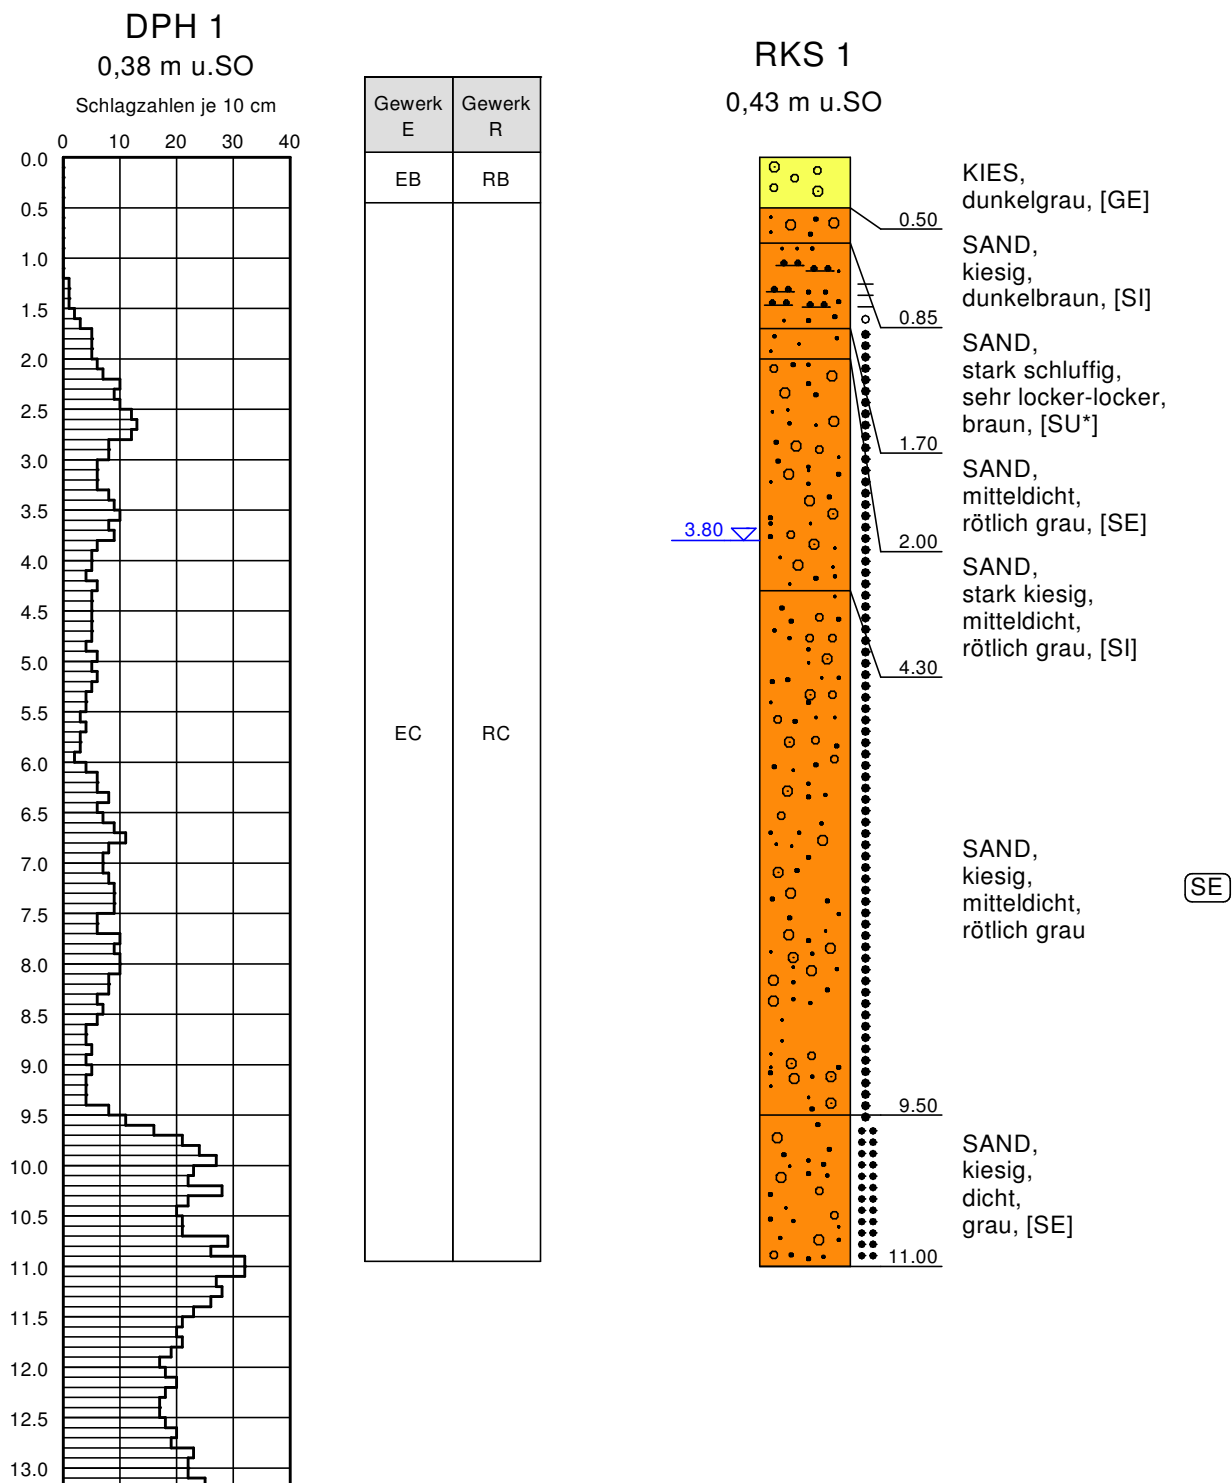 DPH 1
0,38 m u.SO
Schlagzahlen je 10 cm
0 10 20 30 40
0.0
0.5
1.0
1.5
2.0
2.5
3.0
3.5
4.0
4.5
5.0
5.5
6.0
6.5
7.0
7.5
8.0
8.5
9.0
9.5
10.0
10.5
11.0
11.5
12.0
12.5
13.0
Gewerk Gewerk
E R
EB RB
EC RC
RKS 1
0,43 m u.SO
3.80
KIES,
dunkelgrau, [GE]
0.50
SAND,
kiesig,
dunkelbraun, [SI]
0.85
SAND,
stark schluffig,
sehr locker-locker,
braun, [SU*]
1.70
SAND,
mitteldicht,
rötlich grau, [SE]
2.00
SAND,
stark kiesig,
mitteldicht,
rötlich grau, [SI]
4.30
SAND,
kiesig,
mitteldicht,
rötlich grau
SE
9.50
SAND,
kiesig,
dicht,
grau, [SE]
11.00